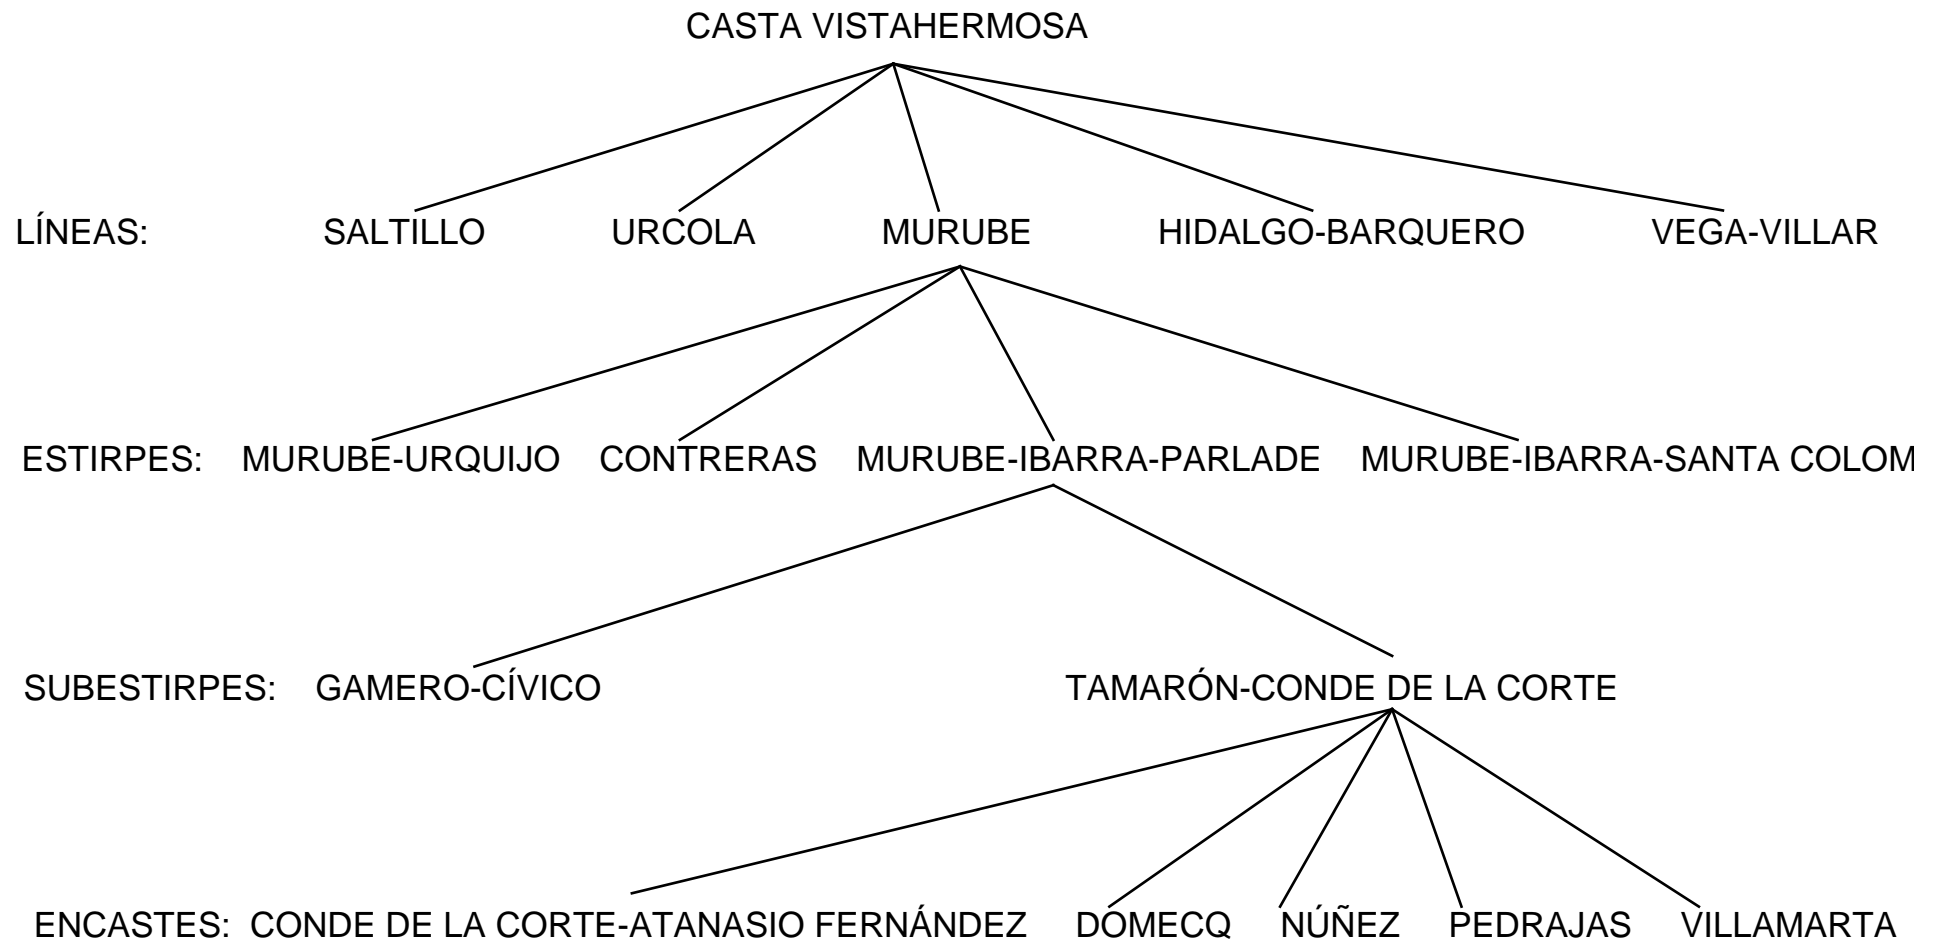 CASTA VISTAHERMOSA
LÍNEAS: SALTILLO URCOLA MURUBE HIDALGO-BARQUERO VEGA-VILLAR
ESTIRPES: MURUBE-URQUIJO CONTRERAS MURUBE-IBARRA-PARLADE MURUBE-IBARRA-SANTA COLOM
SUBESTIRPES: GAMERO-CÍVICO TAMARÓN-CONDE DE LA CORTE
ENCASTES: CONDE DE LA CORTE-ATANASIO FERNÁNDEZ DOMECQ NÚÑEZ PEDRAJAS VILLAMARTA